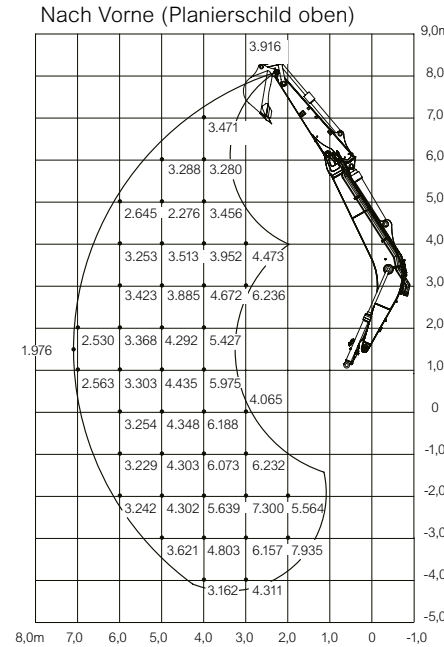 Nach Vorne (Planierschild oben)
9,0m
3.916
8,0
7,0
3.471
6,0
3.288 3.280
5,0
2.645 2.276 3.456
4,0
3.253 3.513 3.952 4.473
3,0
3.423 3.885 4.672 6.236
2,0
2.530 3.368 4.292 5.427
1.976
1,0
2.563 3.303 4.435 5.975
4.065
0
3.254 4.348 6.188
-1,0
3.229 4.303 6.073 6.232
-2,0
3.242 4.302 5.639 7.300 5.564
-3,0
3.621 4.803 6.157 7.935
-4,0
3.162 4.311
-5,0
8,0m 7,0 6,0 5,0 4,0 3,0 2,0 1,0 0 -1,0